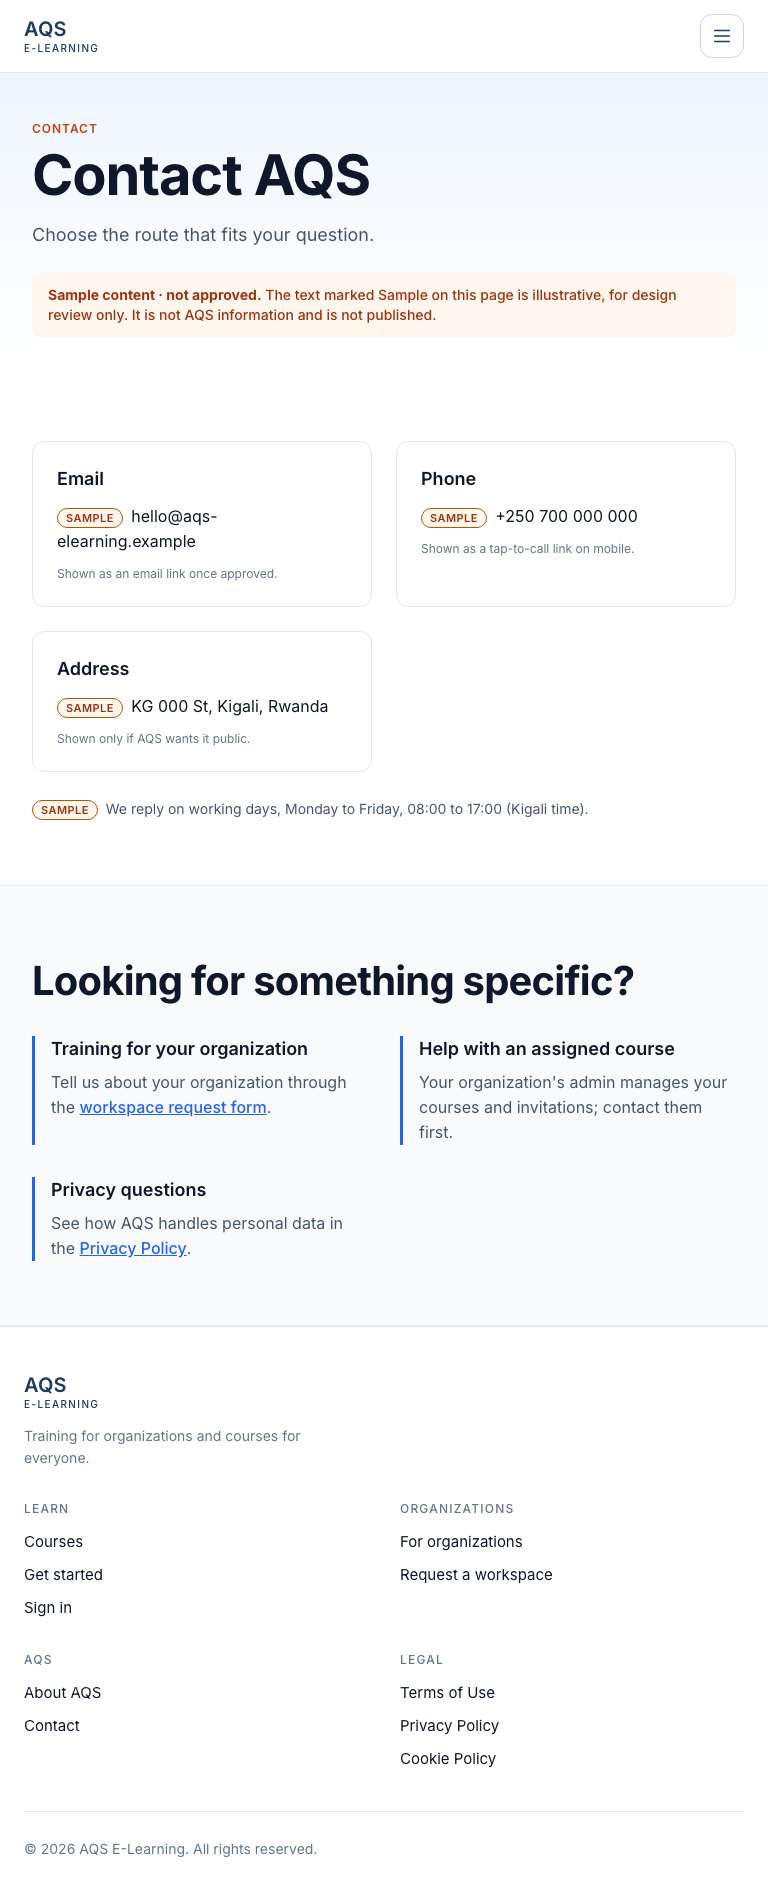 AQS
E-LEARNING
CONTACT
Contact AQS
Choose the route that fits your question.
Sample content · not approved. The text marked Sample on this page is illustrative, for design
review only. It is not AQS information and is not published.
Email
SAMPLE hello@aqs-
elearning.example
Shown as an email link once approved.
Phone
SAMPLE +250 700 000 000
Shown as a tap-to-call link on mobile.
Address
SAMPLE KG 000 St, Kigali, Rwanda
Shown only if AQS wants it public.
SAMPLE We reply on working days, Monday to Friday, 08:00 to 17:00 (Kigali time).
Looking for something specific?
Training for your organization
Tell us about your organization through
the workspace request form.
Help with an assigned course
Your organization's admin manages your
courses and invitations; contact them
first.
Privacy questions
See how AQS handles personal data in
the Privacy Policy.
AQS
E-LEARNING
Training for organizations and courses for
everyone.
LEARN
Courses
Get started
Sign in
ORGANIZATIONS
For organizations
Request a workspace
AQS
About AQS
Contact
LEGAL
Terms of Use
Privacy Policy
Cookie Policy
© 2026 AQS E-Learning. All rights reserved.